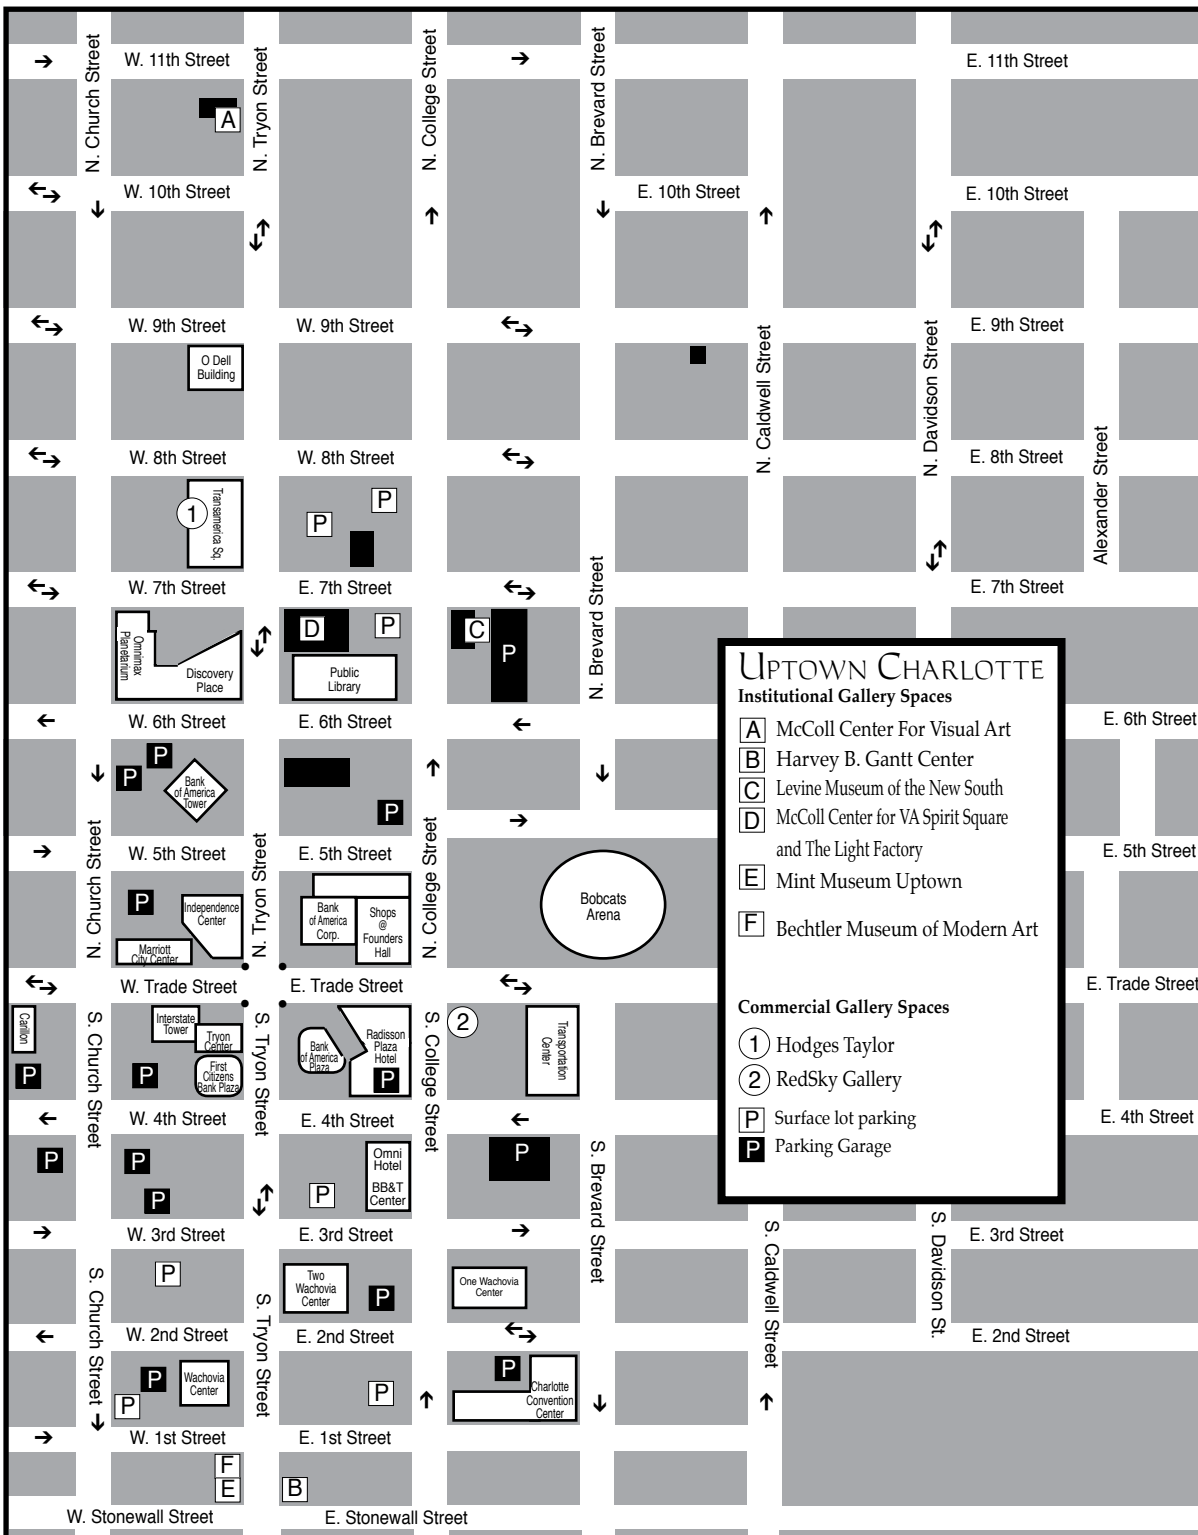 N. Church Street
N. Tryon Street
N. College Street
N. Brevard Street
W. 11th Street
E. 11th Street
A
W. 10th Street
E. 10th Street
E. 10th Street
W. 9th Street
W. 9th Street
E. 9th Street
N. Caldwell Street
N. Davidson Street
O Dell
Building
W. 8th Street
W. 8th Street
E. 8th Street
Alexander Street
1
Transamerica Sq.
P
P
W. 7th Street
E. 7th Street
E. 7th Street
N. Brevard Street
Omnimax
Planetarium
Discovery
Place
D
P
Public
Library
C
P
W. 6th Street
E. 6th Street
E. 6th Street
P
P
Bank
of America
Tower
P
N. Church Street
N. Tryon Street
N. College Street
W. 5th Street
E. 5th Street
E. 5th Street
P
Independence
Center
Marriott
City Center
Bank
of America
Corp.
Shops
@
Founders
Hall
Bobcats
Arena
W. Trade Street
E. Trade Street
E. Trade Street
Carillon
P
S. Church Street
Interstate
Tower
Tryon
Center
First
Citizens
Bank Plaza
P
S. Tryon Street
Bank
of America
Plaza
Radisson
Plaza
Hotel
P
S. College Street
2
Transportation
Center
W. 4th Street
E. 4th Street
E. 4th Street
P
P
P
P
Omni
Hotel
BB&T
Center
P
S. Brevard Street
W. 3rd Street
E. 3rd Street
E. 3rd Street
S. Church Street
P
S. Tryon Street
Two
Wachovia
Center
P
One Wachovia
Center
S. Caldwell Street
S. Davidson St.
W. 2nd Street
E. 2nd Street
E. 2nd Street
P
P
Wachovia
Center
P
P
Charlotte
Convention
Center
W. 1st Street
E. 1st Street
F
E
B
W. Stonewall Street
E. Stonewall Street
UPTOWN CHARLOTTE
Institutional Gallery Spaces
A McColl Center For Visual Art
B Harvey B. Gantt Center
C Levine Museum of the New South
D McColl Center for VA Spirit Square
and The Light Factory
E Mint Museum Uptown
F Bechtler Museum of Modern Art
Commercial Gallery Spaces
1 Hodges Taylor
2 RedSky Gallery
P Surface lot parking
P Parking Garage